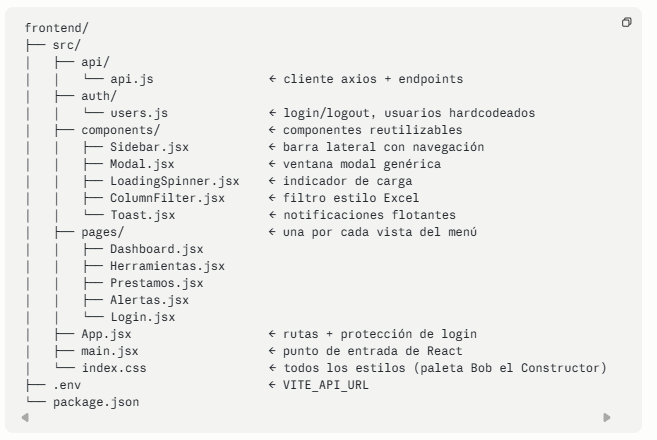 frontend/
├── src/
│   ├── api/
│   │   └── api.js                ← cliente axios + endpoints
│   ├── auth/
│   │   └── users.js              ← login/logout, usuarios hardcodeados
│   ├── components/               ← componentes reutilizables
│   │   ├── Sidebar.jsx           ← barra lateral con navegación
│   │   ├── Modal.jsx             ← ventana modal genérica
│   │   ├── LoadingSpinner.jsx    ← indicador de carga
│   │   ├── ColumnFilter.jsx      ← filtro estilo Excel
│   │   └── Toast.jsx             ← notificaciones flotantes
│   ├── pages/                    ← una por cada vista del menú
│   │   ├── Dashboard.jsx
│   │   ├── Herramientas.jsx
│   │   ├── Prestamos.jsx
│   │   ├── Alertas.jsx
│   │   └── Login.jsx
│   ├── App.jsx                   ← rutas + protección de login
│   ├── main.jsx                  ← punto de entrada de React
│   └── index.css                 ← todos los estilos (paleta Bob el Constructor)
├── .env                          ← VITE_API_URL
└── package.json